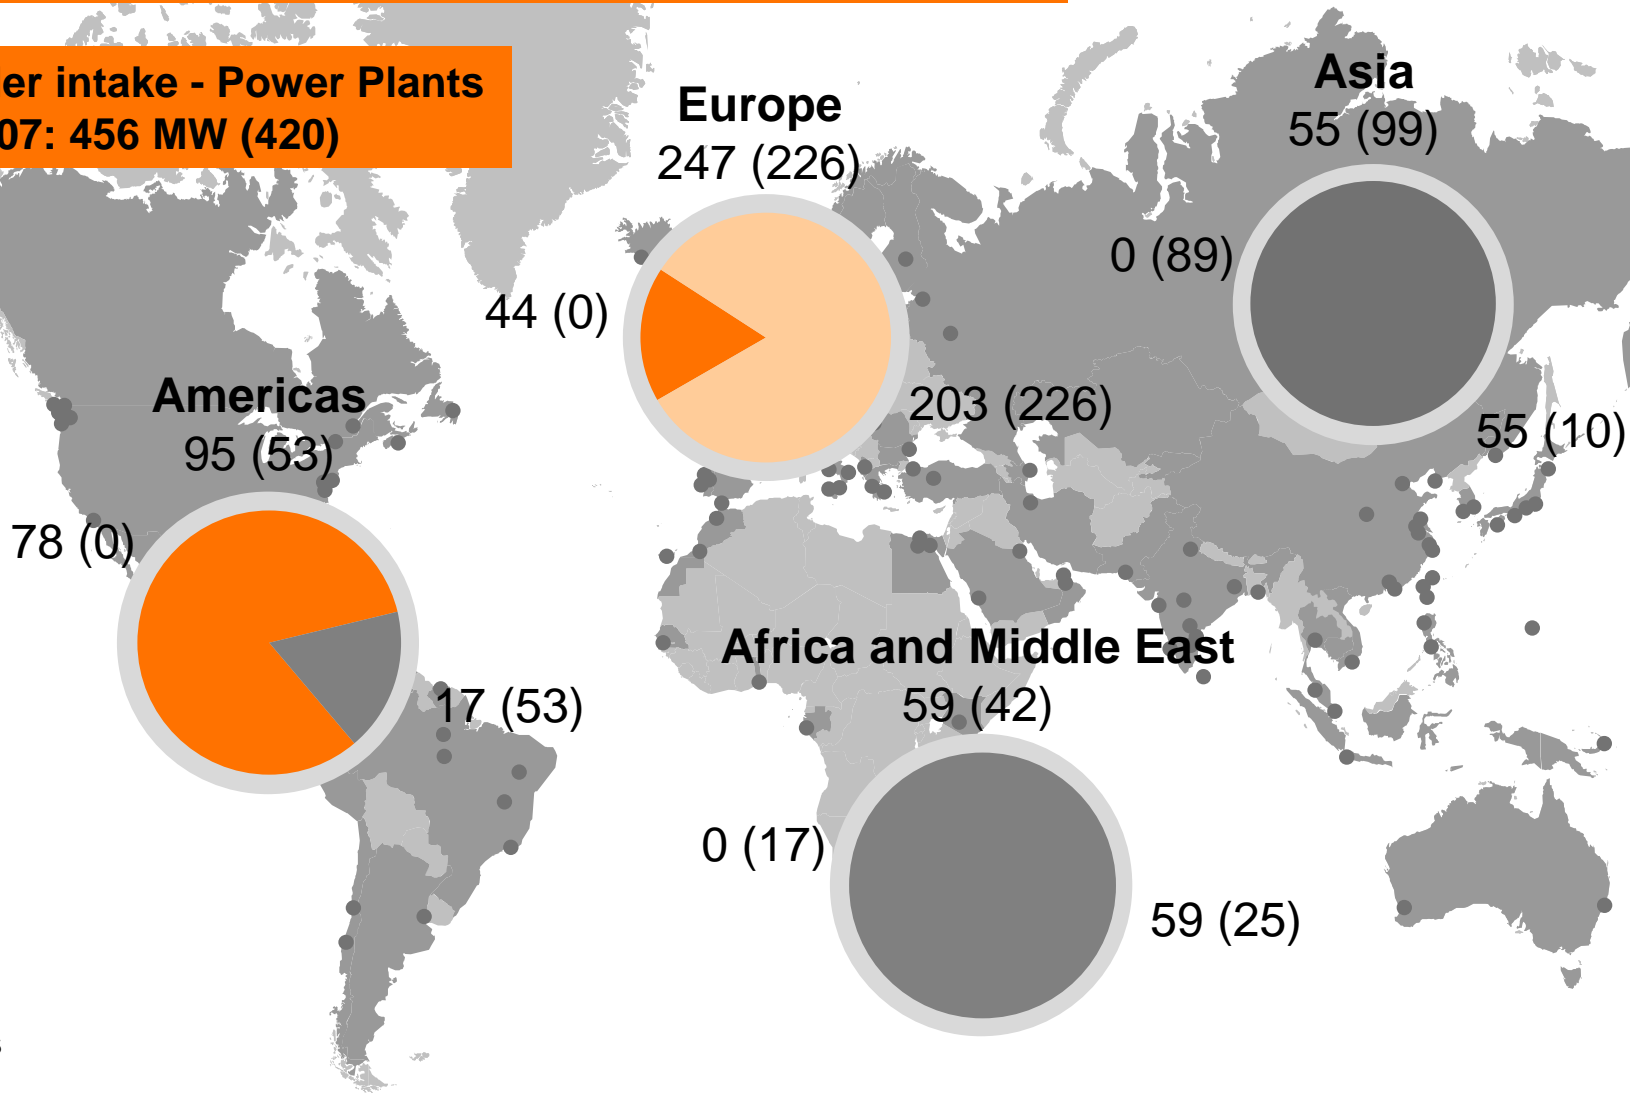 er intake - Power Plants
07: 456 MW (420)
Europe
247 (226)
Asia
55 (99)
0 (89)
44 (0)
Americas
95 (53)
203 (226)
55 (10)
78 (0)
Africa and Middle East
59 (42)
17 (53)
0 (17)
59 (25)